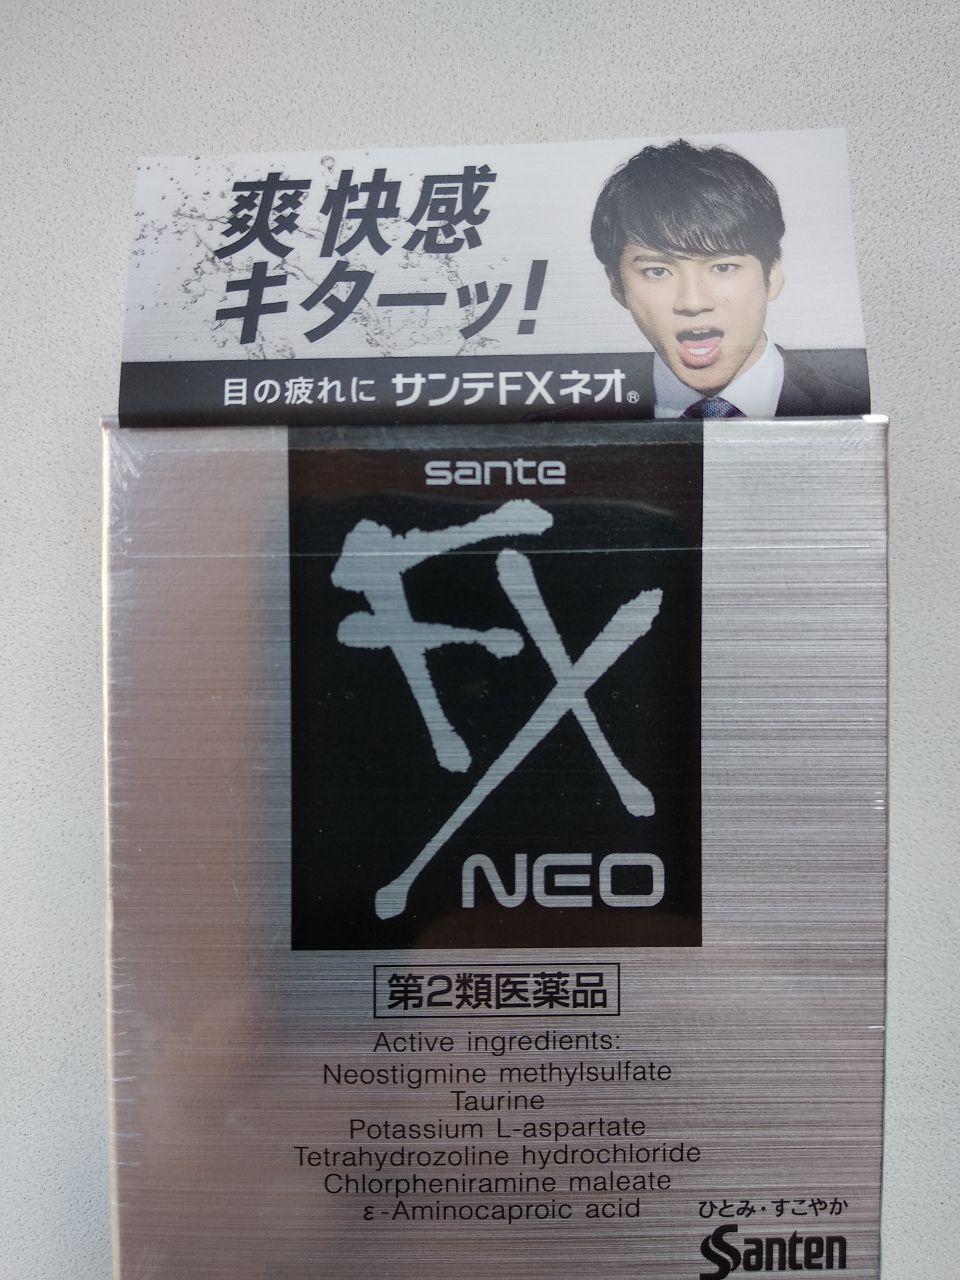 爽快感
キターッ!
目の疲れに サンテFXネオ®
sante
FX
NEO
第2類医薬品
Active ingredients:
Neostigmine methylsulfate
Taurine
Potassium L-aspartate
Tetrahydrozoline hydrochloride
Chlorpheniramine maleate
ε-Aminocaproic acid
ひとみ・すこやか
Santen